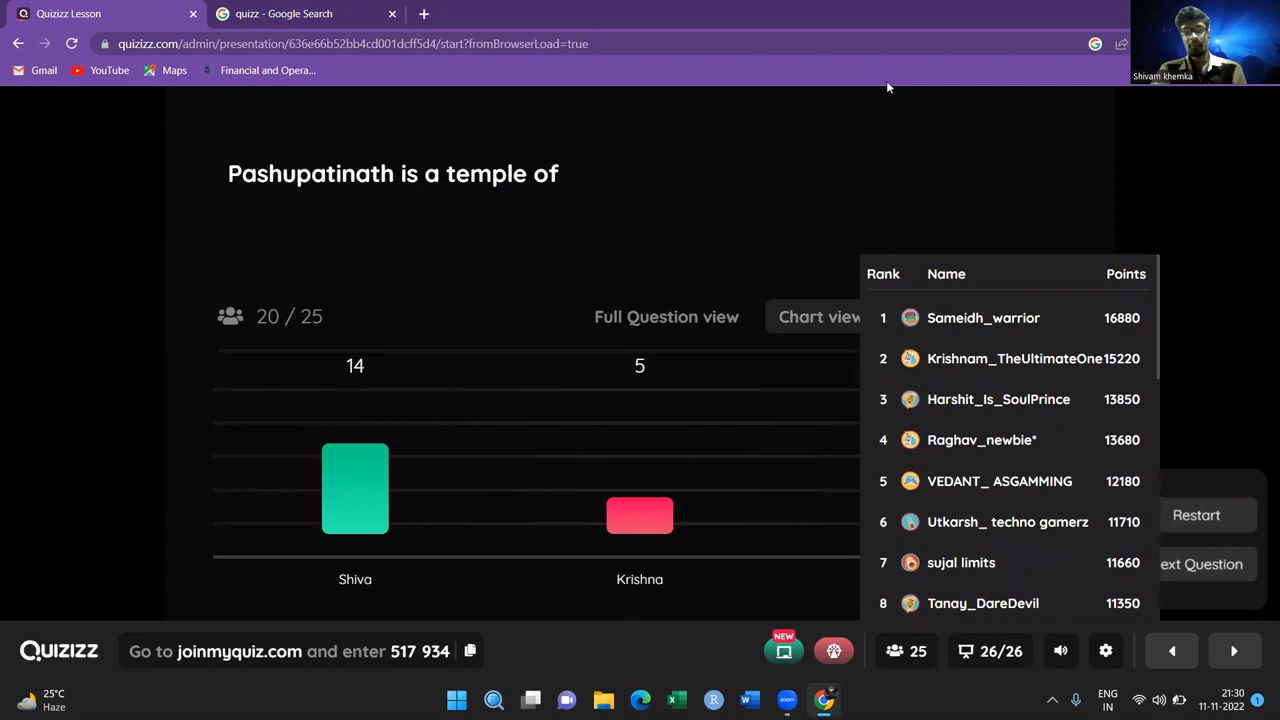 Quizizz Lesson
quizz - Google Search
quizizz.com/admin/presentation/636e66b52bb4cd001dcff5d4/start?fromBrowserLoad=true
Gmail
YouTube
Maps
Financial and Opera...
Shivam khemka
Pashupatinath is a temple of
20 / 25
Full Question view
Chart view
14
5
Shiva
Krishna
Rank Name Points
1 Sameidh_warrior 16880
2 Krishnam_TheUltimateOne 15220
3 Harshit_Is_SoulPrince 13850
4 Raghav_newbie* 13680
5 VEDANT_ ASGAMMING 12180
6 Utkarsh_ techno gamerz 11710
7 sujal limits 11660
8 Tanay_DareDevil 11350
Restart
ext Question
Quizizz
Go to joinmyquiz.com and enter 517 934
NEW
25
26/26
25°C
Haze
ENG
IN
21:30
11-11-2022
1